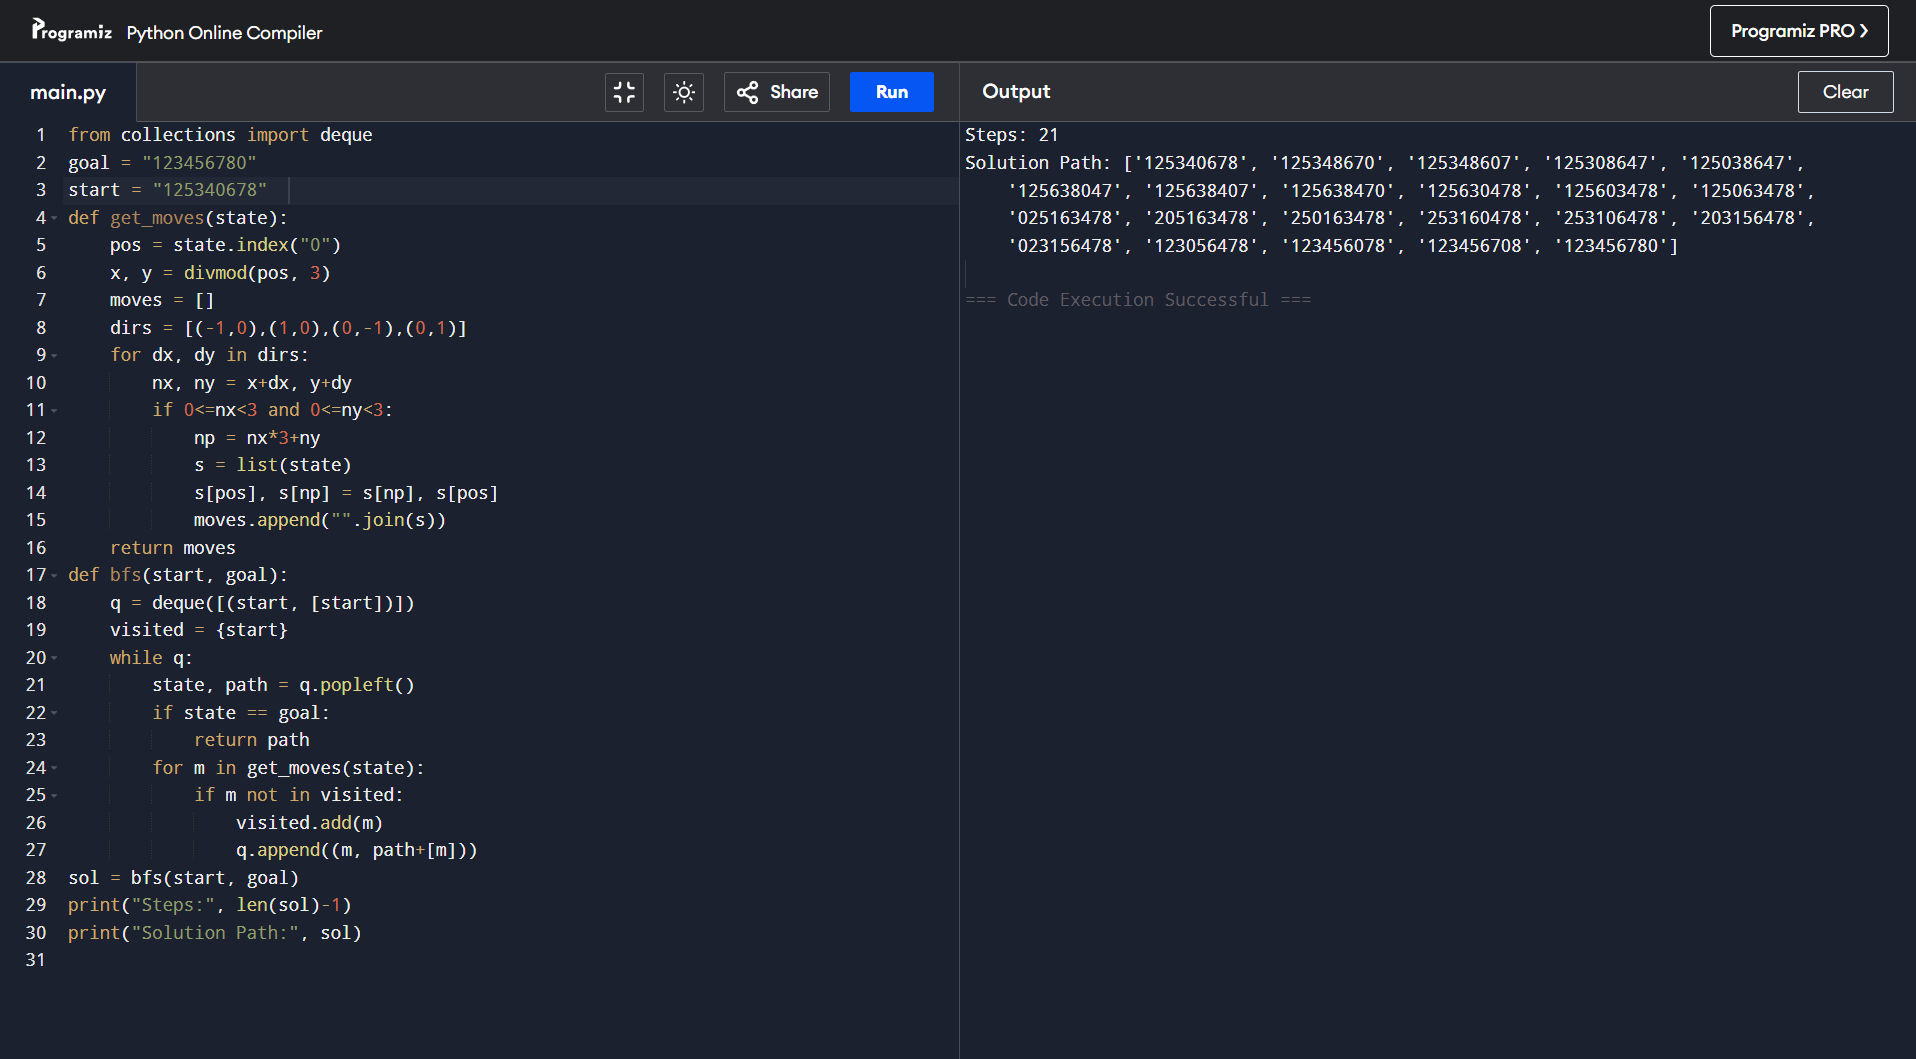 Programiz Python Online Compiler
Programiz PRO ❯
main.py
Share
Run
Output
Clear
1 from collections import deque
2 goal = "123456780"
3 start = "125340678"
4 def get_moves(state):
5     pos = state.index("0")
6     x, y = divmod(pos, 3)
7     moves = []
8     dirs = [(-1,0),(1,0),(0,-1),(0,1)]
9     for dx, dy in dirs:
10         nx, ny = x+dx, y+dy
11         if 0<=nx<3 and 0<=ny<3:
12             np = nx*3+ny
13             s = list(state)
14             s[pos], s[np] = s[np], s[pos]
15             moves.append("".join(s))
16     return moves
17 def bfs(start, goal):
18     q = deque([(start, [start])])
19     visited = {start}
20     while q:
21         state, path = q.popleft()
22         if state == goal:
23             return path
24         for m in get_moves(state):
25             if m not in visited:
26                 visited.add(m)
27                 q.append((m, path+[m]))
28 sol = bfs(start, goal)
29 print("Steps:", len(sol)-1)
30 print("Solution Path:", sol)
31
Steps: 21
Solution Path: ['125340678', '125348670', '125348607', '125308647', '125038647',
'125638047', '125638407', '125638470', '125630478', '125603478', '125063478',
'025163478', '205163478', '250163478', '253160478', '253106478', '203156478',
'023156478', '123056478', '123456078', '123456708', '123456780']
=== Code Execution Successful ===